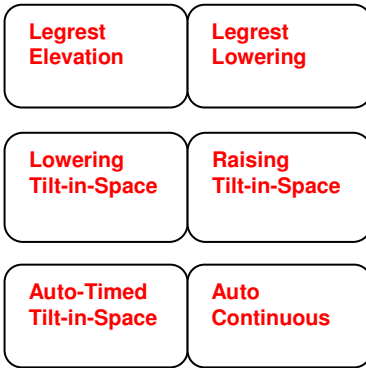 Legrest
Elevation
Legrest
Lowering
Lowering
Tilt-in-Space
Raising
Tilt-in-Space
Auto-Timed
Tilt-in-Space
Auto
Continuous